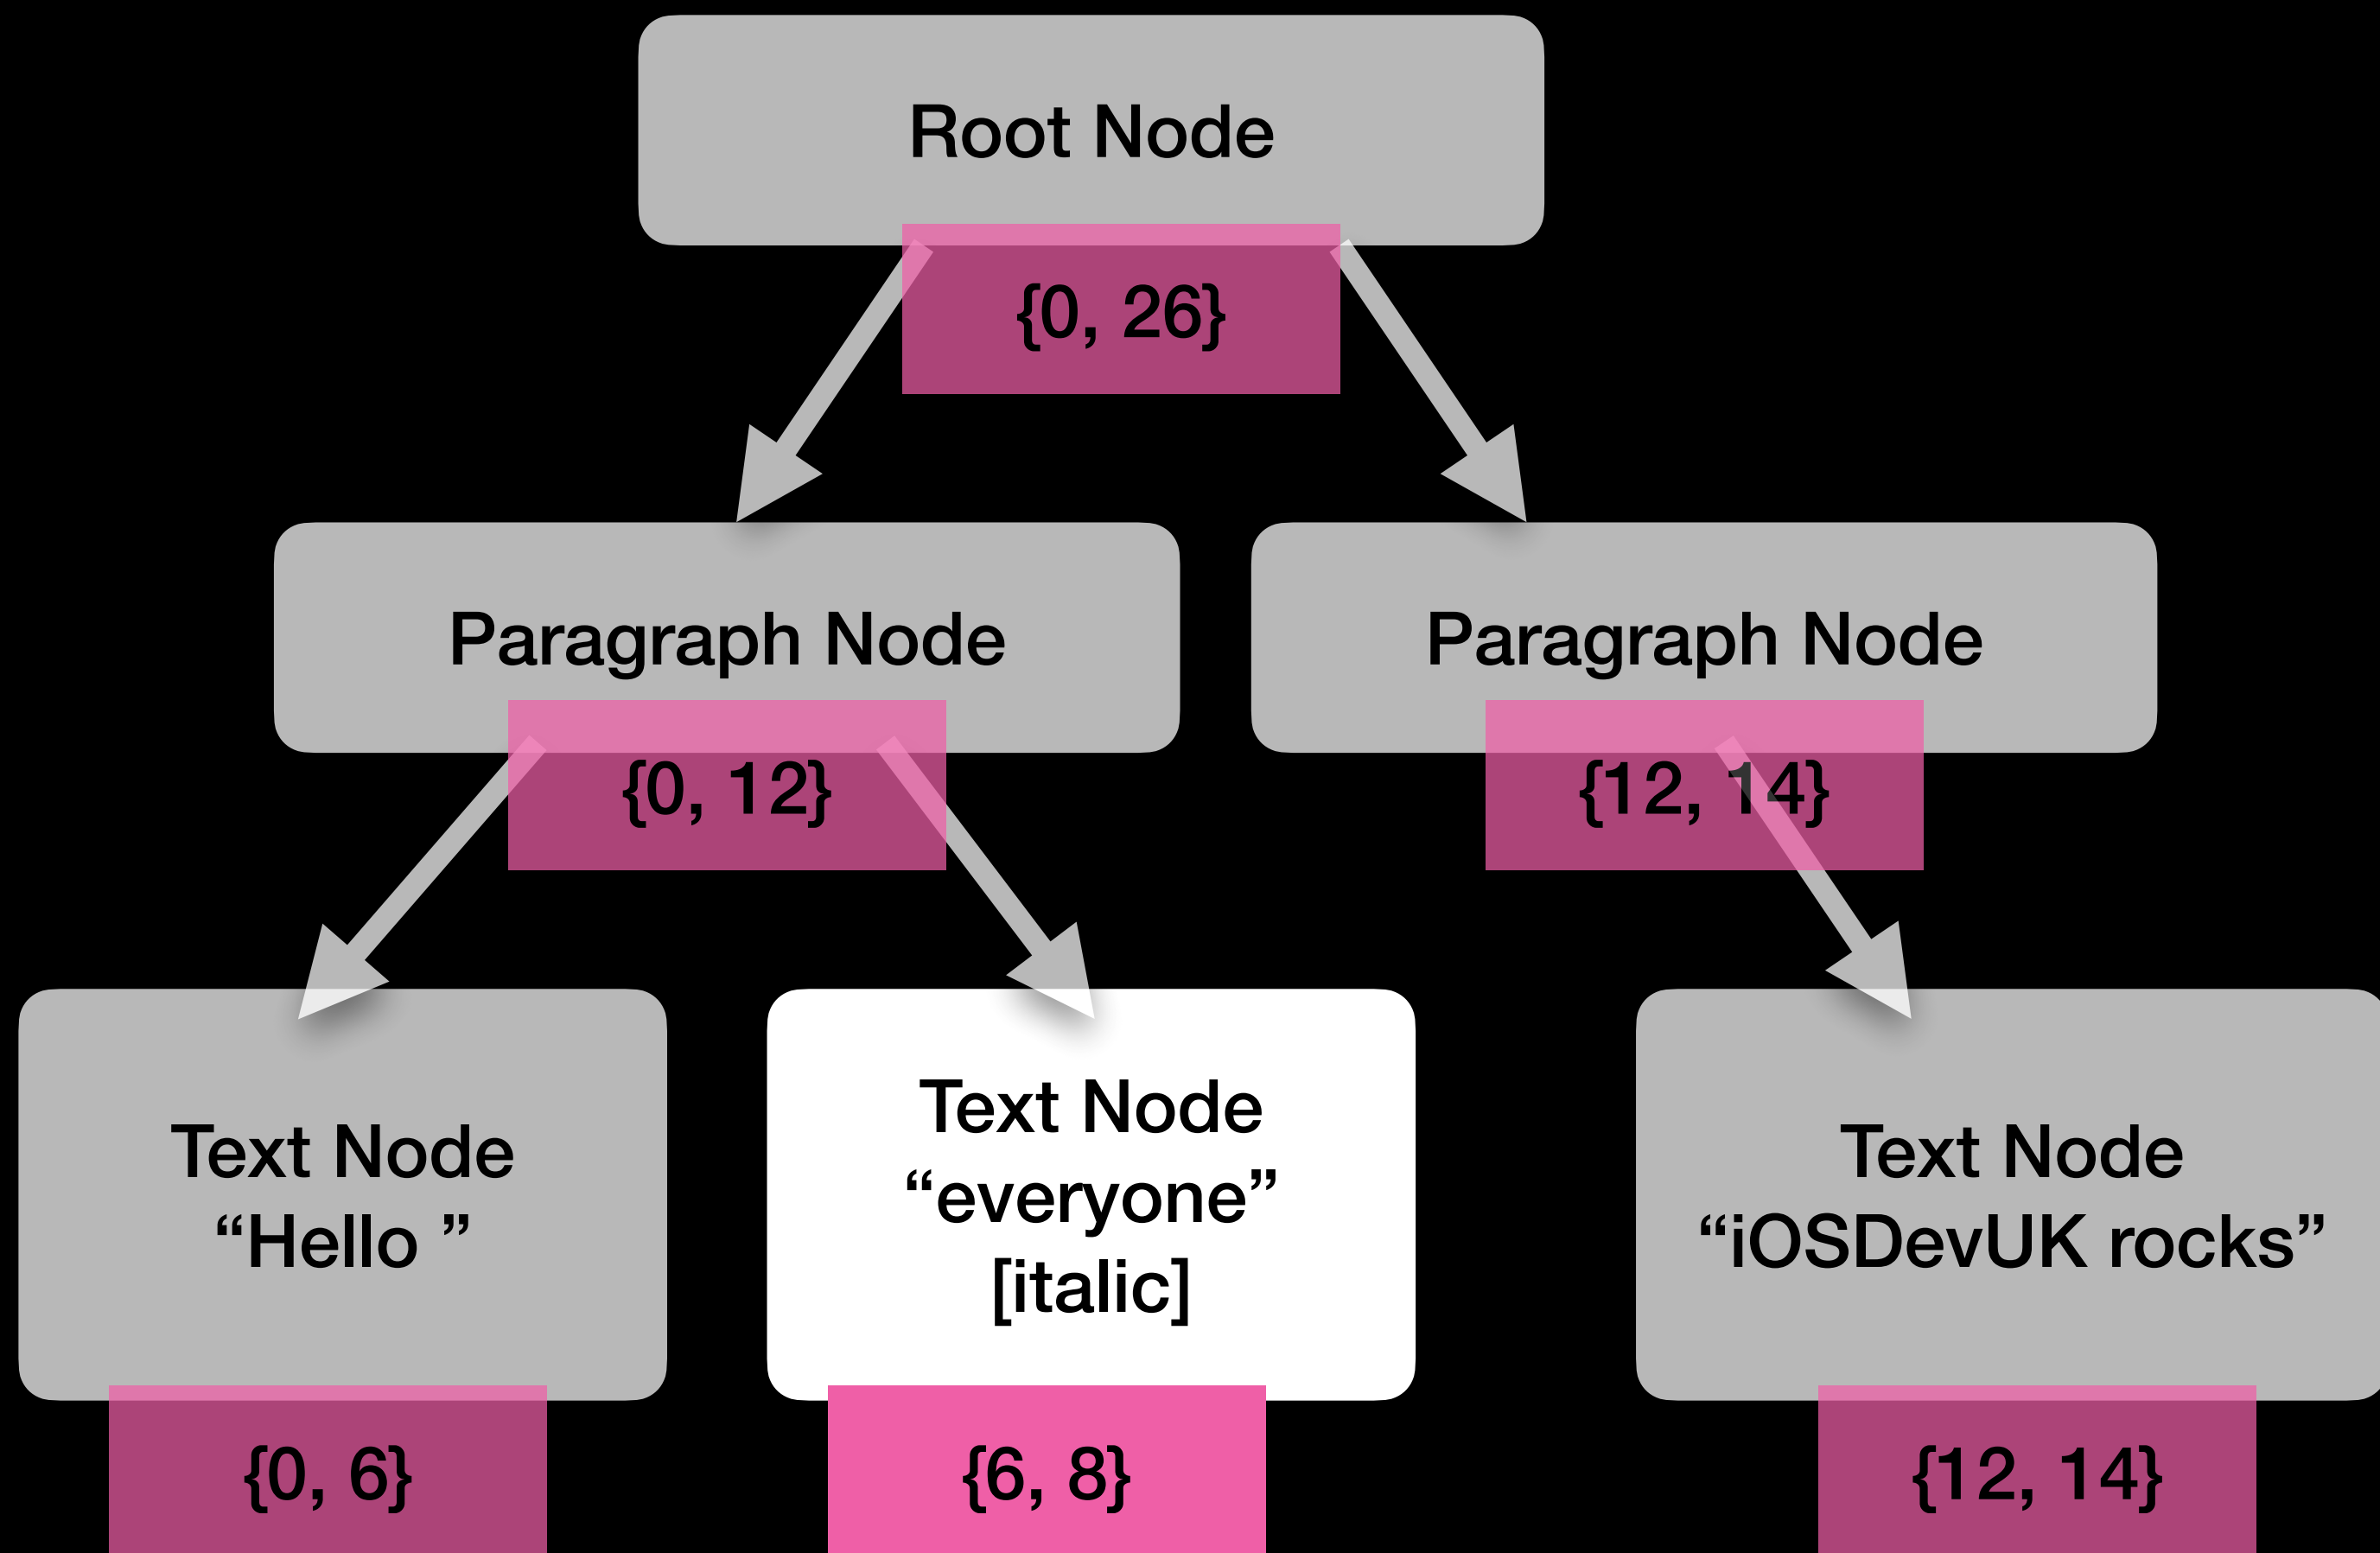 Root Node
{0, 26}
Paragraph Node
{0, 12}
Paragraph Node
{12, 14}
Text Node
“Hello ”
{0, 6}
Text Node
“everyone”
[italic]
{6, 8}
Text Node
“iOSDevUK rocks”
{12, 14}